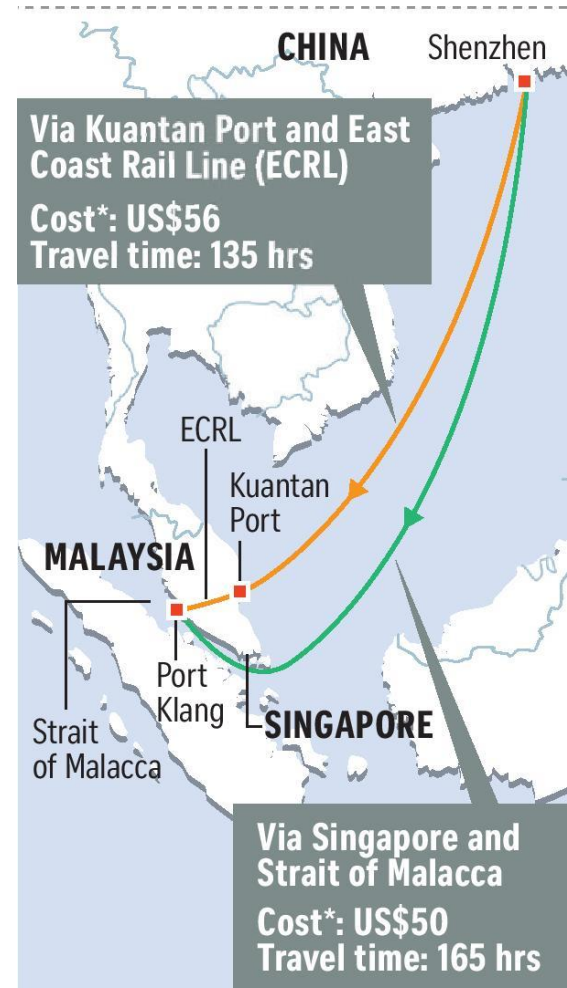 CHINA
Shenzhen
Via Kuantan Port and East
Coast Rail Line (ECRL)
Cost*: US$56
Travel time: 135 hrs
ECRL
Kuantan
Port
MALAYSIA
Port
Klang
SINGAPORE
Strait
of Malacca
Via Singapore and
Strait of Malacca
Cost*: US$50
Travel time: 165 hrs